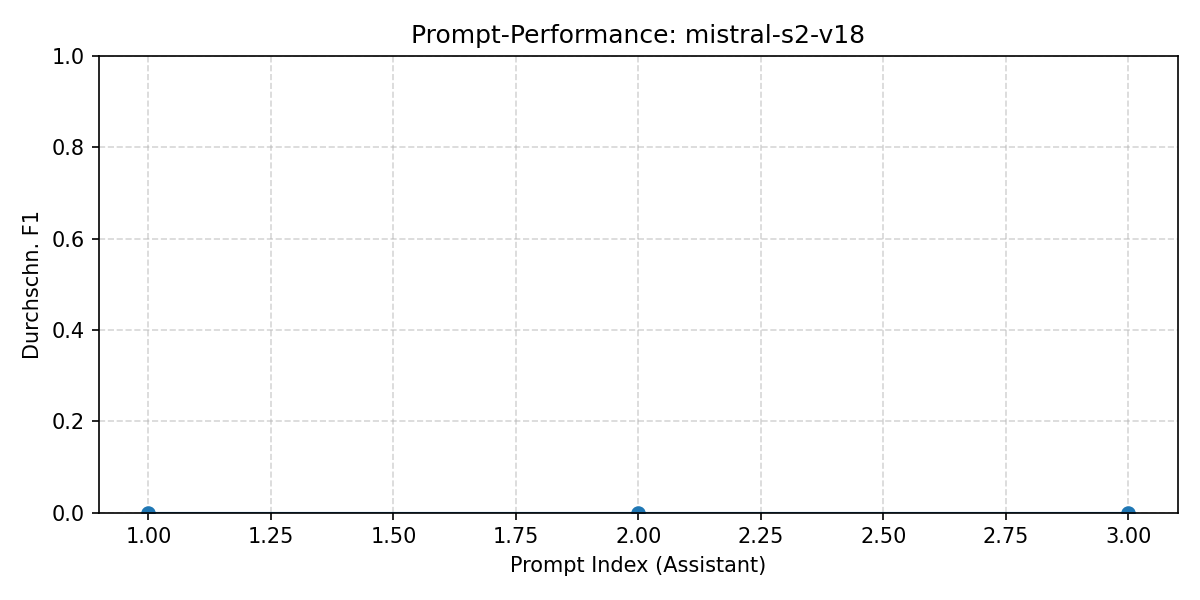 Prompt-Performance: mistral-s2-v18
1.0
0.8
0.6
0.4
0.2
0.0
Durchschn. F1
1.00 1.25 1.50 1.75 2.00 2.25 2.50 2.75 3.00
Prompt Index (Assistant)